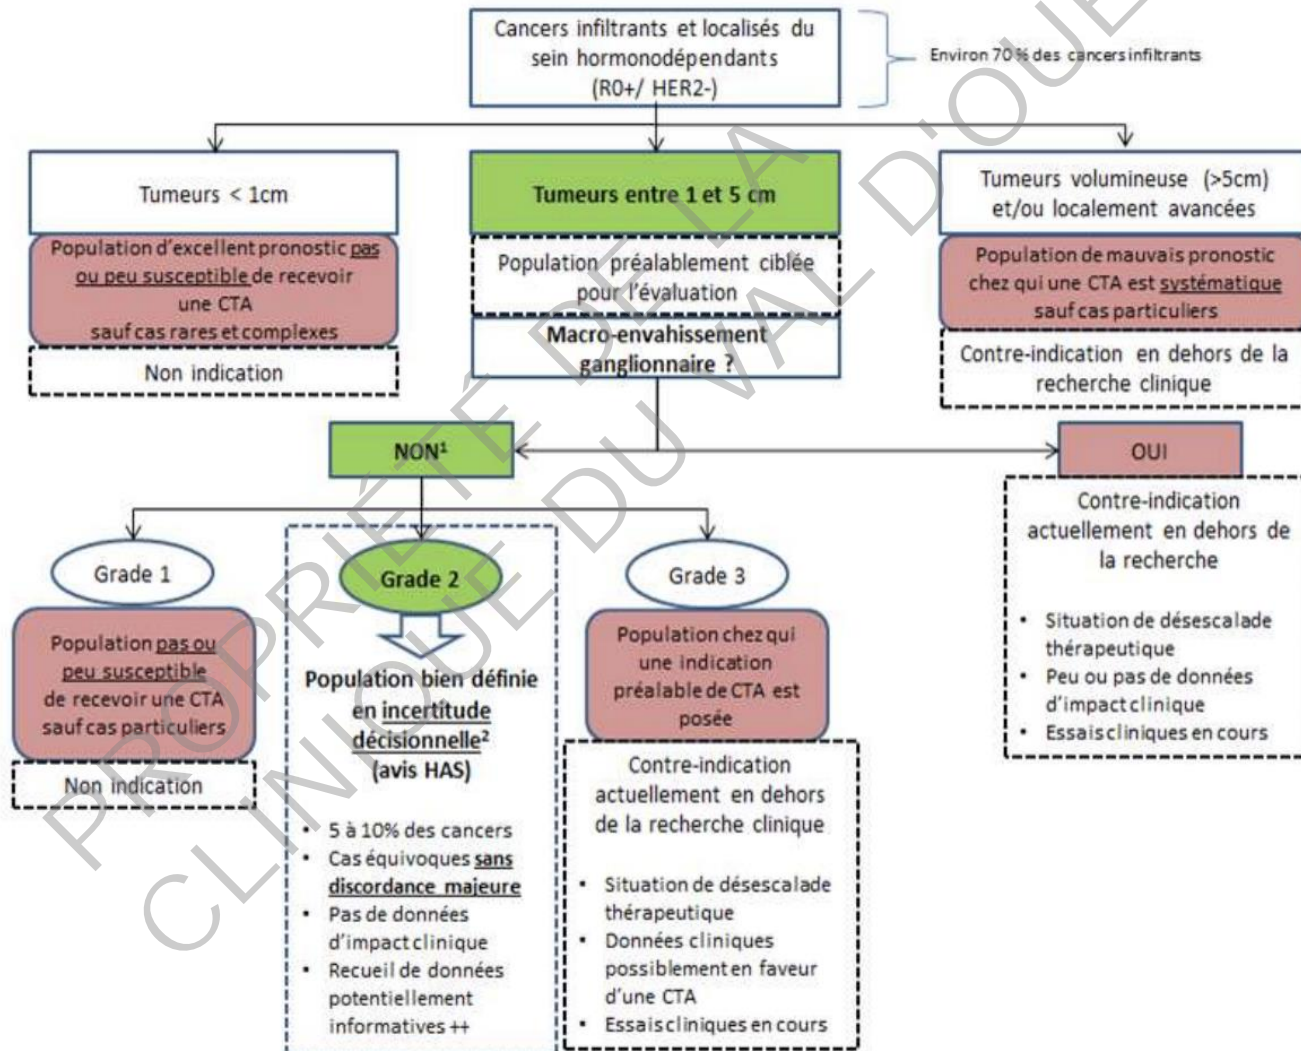 Cancers infiltrants et localisés du
sein hormonodépendants
(R0+/ HER2-)
Environ 70 % des cancers infiltrants
Tumeurs < 1cm
Population d'excellent pronostic pas
ou peu susceptible de recevoir
une CTA
sauf cas rares et complexes
Non indication
Tumeurs entre 1 et 5 cm
Population préalablement ciblée
pour l'évaluation
Macro-envahissement
ganglionnaire ?
Tumeurs volumineuse (>5cm)
et/ou localement avancées
Population de mauvais pronostic
chez qui une CTA est systématique
sauf cas particuliers
Contre-indication en dehors de la
recherche clinique
NON¹
OUI
Contre-indication
actuellement en dehors de
la recherche
• Situation de désescalade
thérapeutique
• Peu ou pas de données
d'impact clinique
• Essais cliniques en cours
Grade 1
Population pas ou
peu susceptible
de recevoir une CTA
sauf cas particuliers
Non indication
Grade 2
Population bien définie
en incertitude
décisionnelle²
(avis HAS)
• 5 à 10% des cancers
• Cas équivoques sans
discordance majeure
• Pas de données
d'impact clinique
• Recueil de données
potentiellement
informatives ++
Grade 3
Population chez qui
une indication
préalable de CTA est
posée
Contre-indication
actuellement en dehors
de la recherche clinique
• Situation de désescalade
thérapeutique
• Données cliniques
possiblement en faveur
d'une CTA
• Essais cliniques en cours
PROPRIÉTÉ DE LA
CLINIQUE DU VAL D'OUE